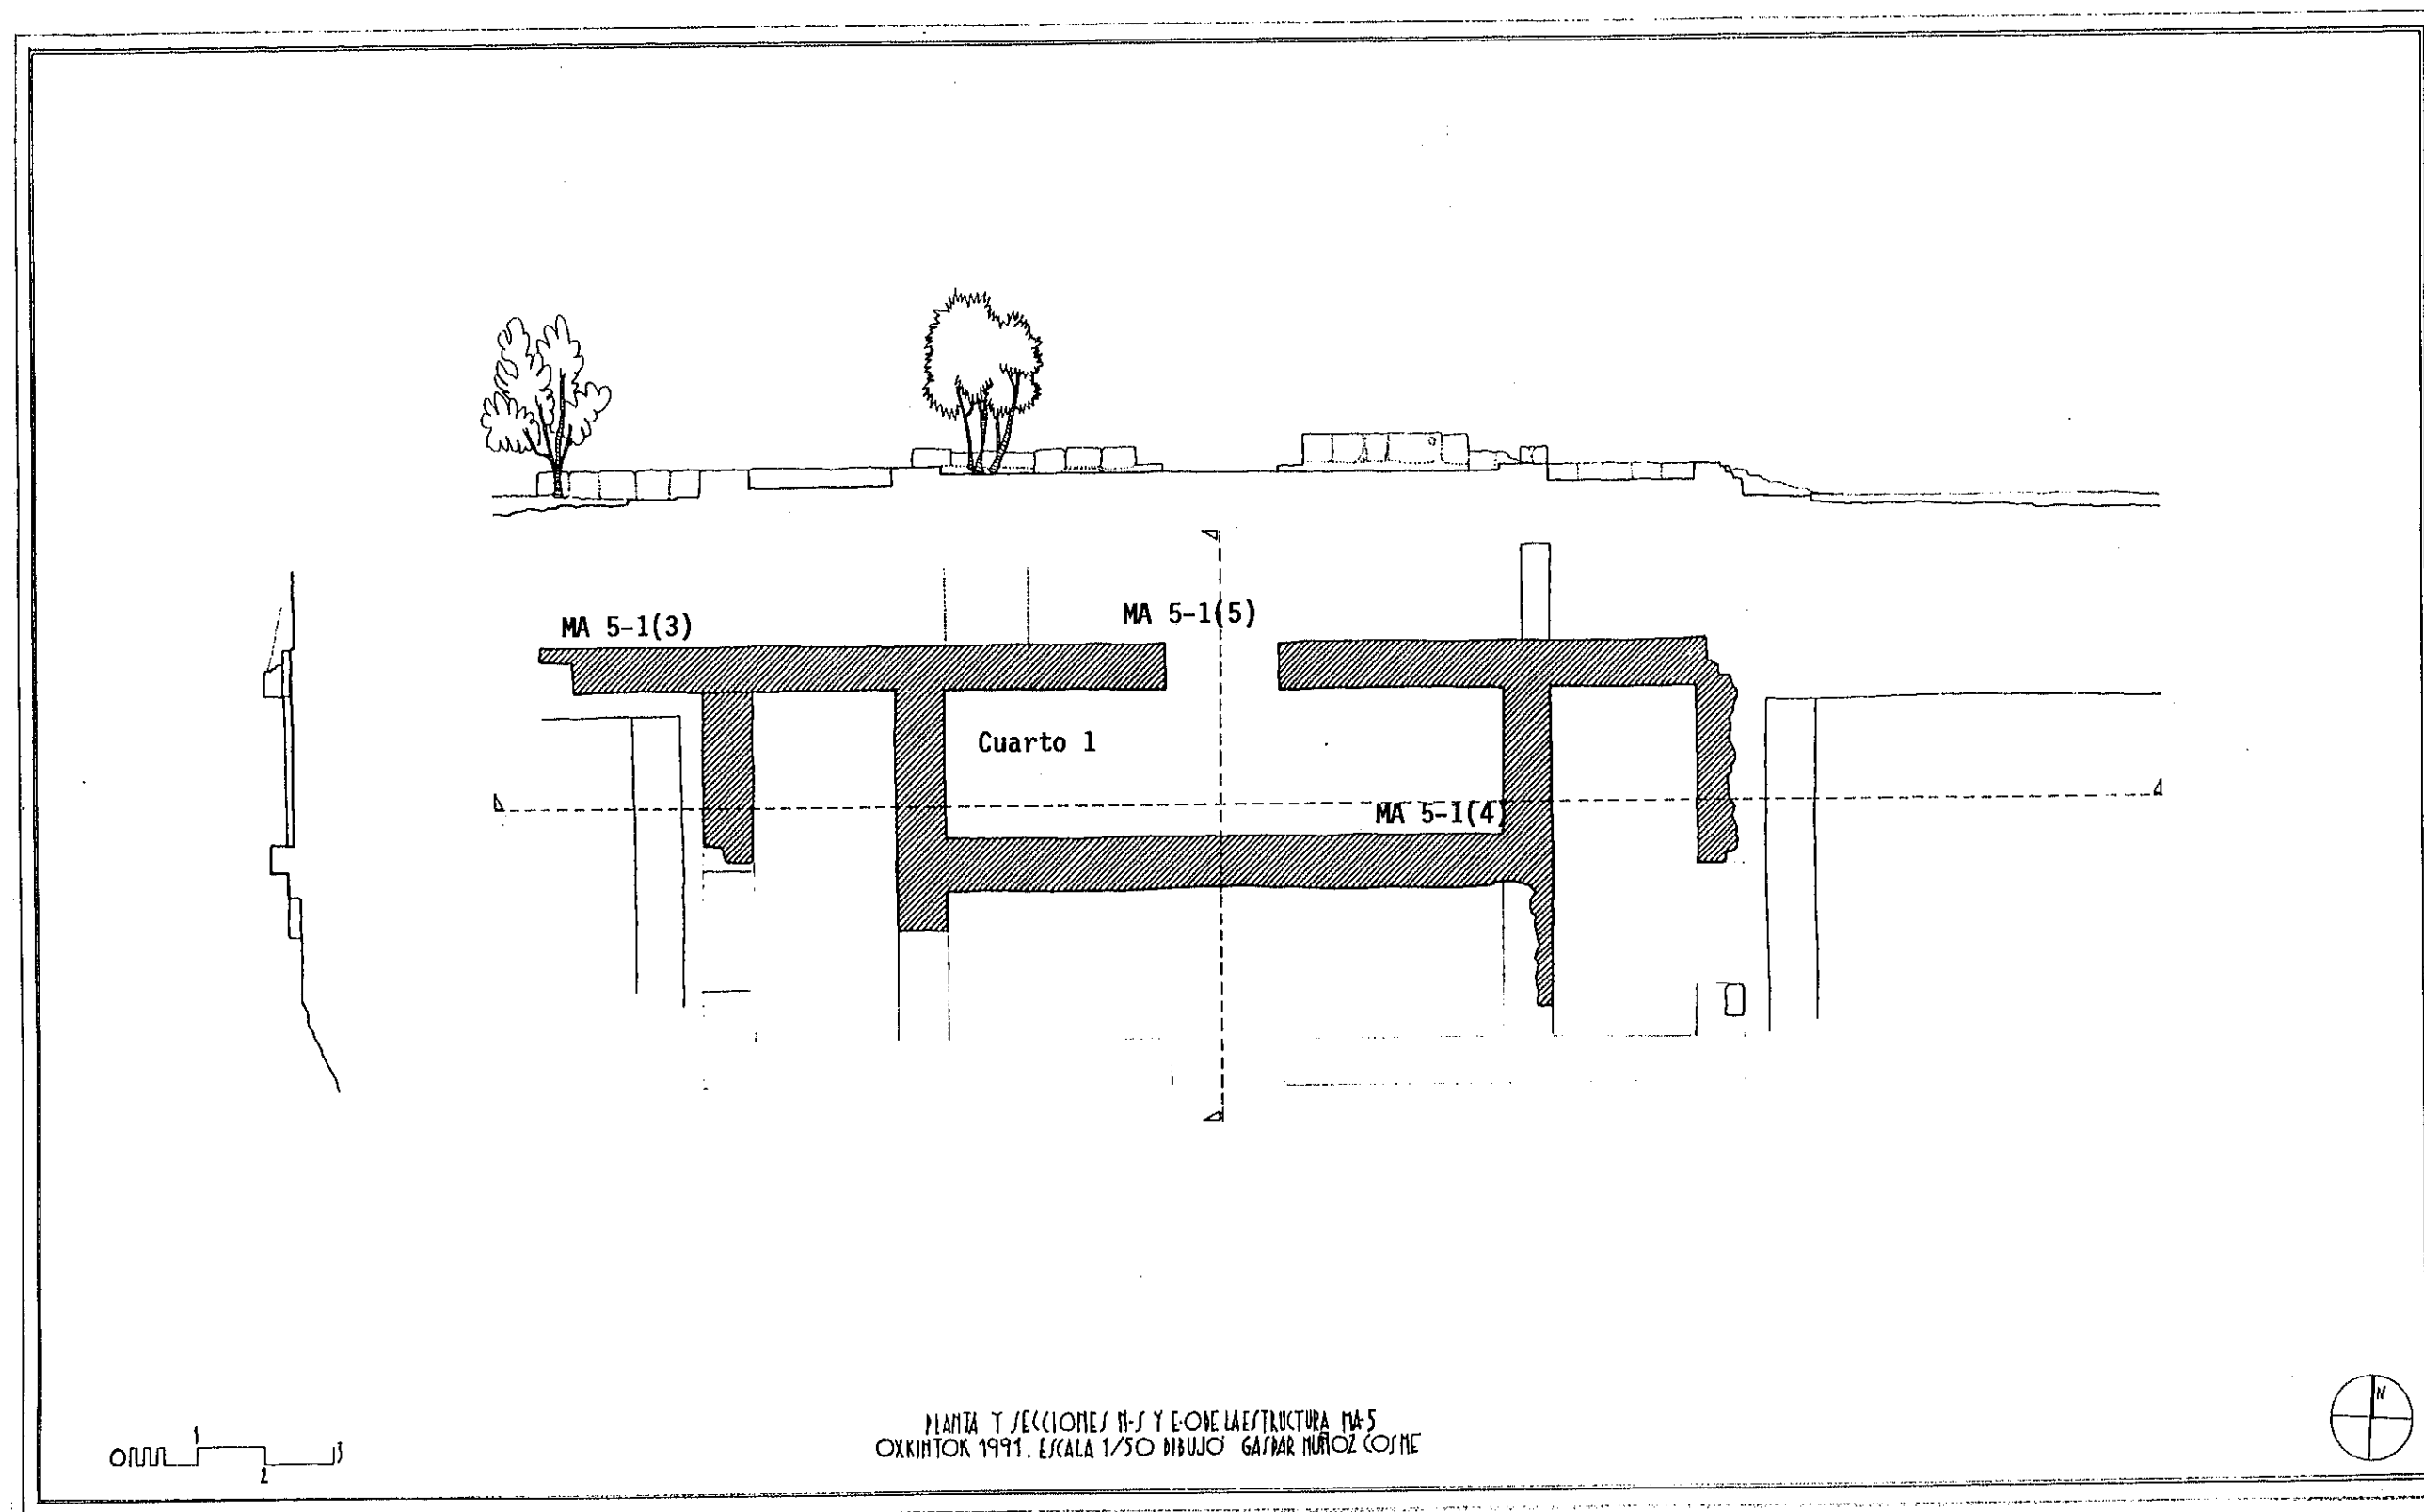 MA 5-1(3)
MA 5-1(5)
Cuarto 1
MA 5-1(4)
PLANTA Y SECCIONES N-S Y E-O DE LA ESTRUCTURA MA-5
OXKINTOK 1991. ESCALA 1/50 DIBUJO GASPAR MUÑOZ COSME
0 1 2 3
N